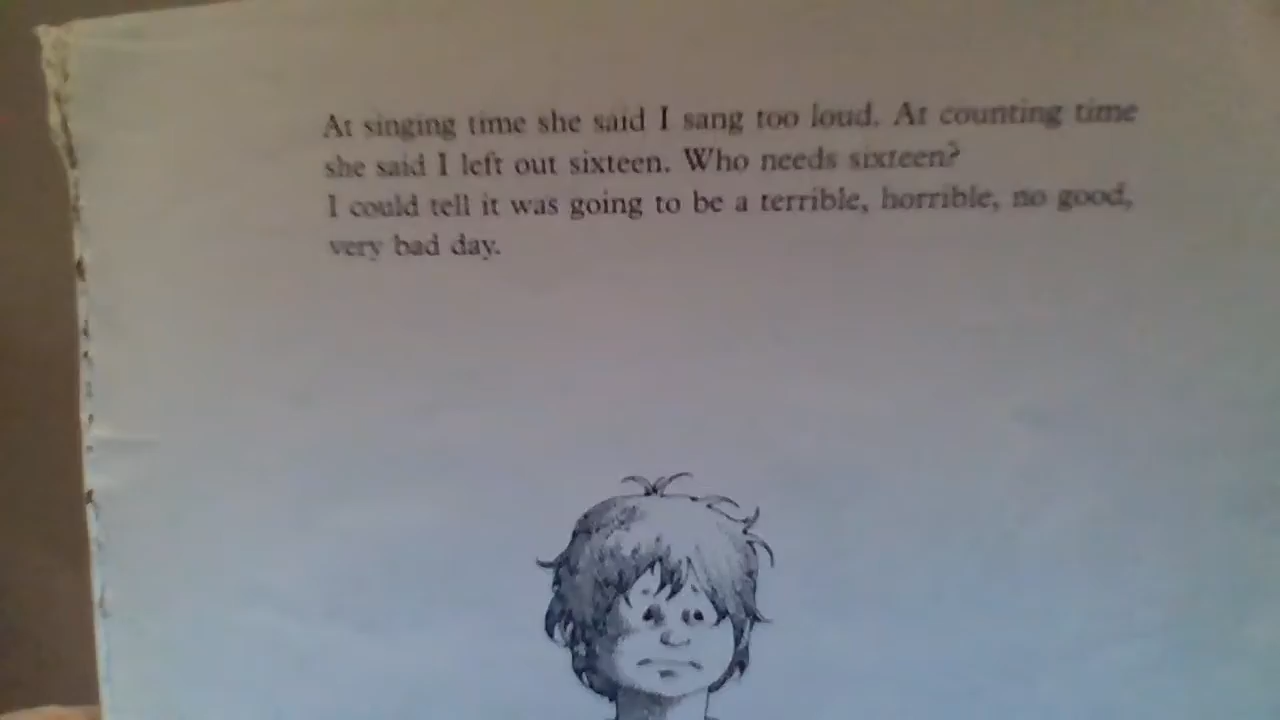 At singing time she said I sang too loud. At counting time
she said I left out sixteen. Who needs sixteen?
I could tell it was going to be a terrible, horrible, no good,
very bad day.